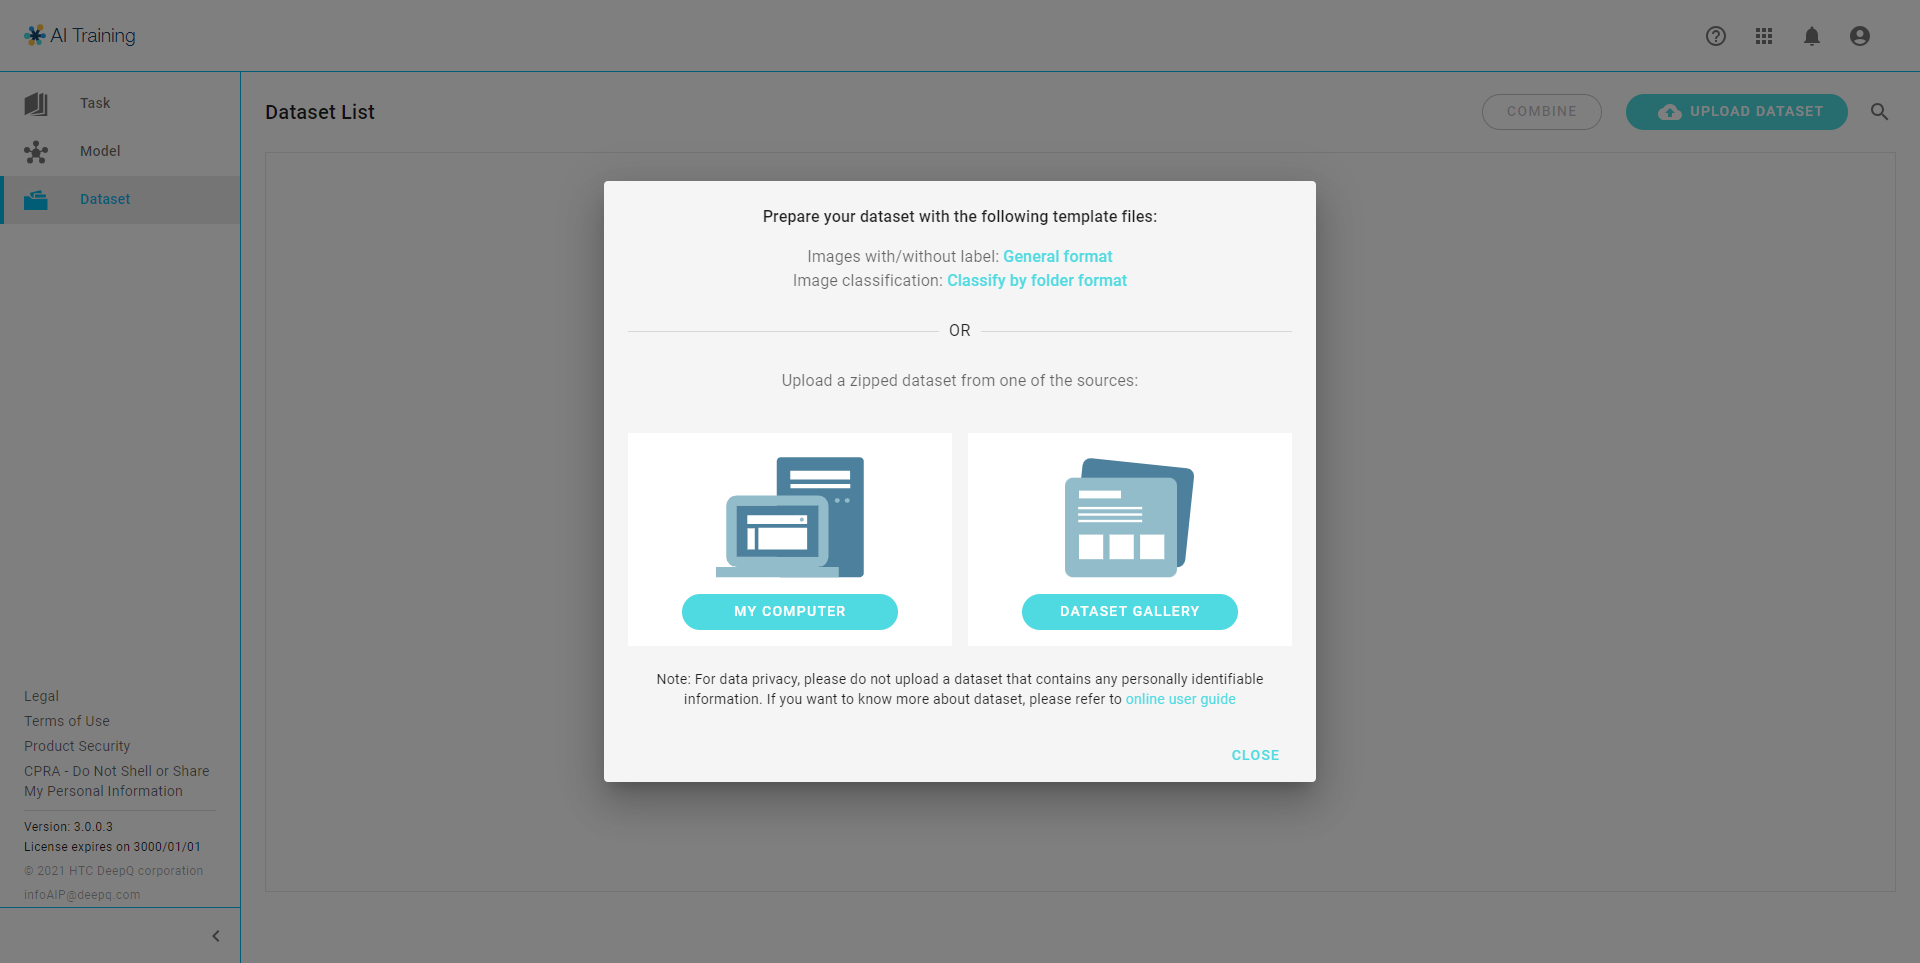 AI Training
Task
Model
Dataset
Dataset List
COMBINE
UPLOAD DATASET
Prepare your dataset with the following template files:
Images with/without label: General format
Image classification: Classify by folder format
OR
Upload a zipped dataset from one of the sources:
MY COMPUTER
DATASET GALLERY
Note: For data privacy, please do not upload a dataset that contains any personally identifiable
information. If you want to know more about dataset, please refer to online user guide
CLOSE
Legal
Terms of Use
Product Security
CPRA - Do Not Shell or Share
My Personal Information
Version: 3.0.0.3
License expires on 3000/01/01
© 2021 HTC DeepQ corporation
infoAIP@deepq.com